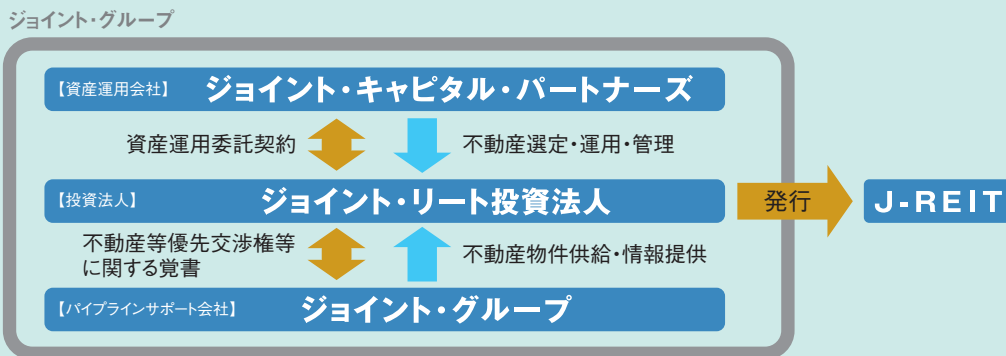 ジョイント・グループ
【資産運用会社】 ジョイント・キャピタル・パートナーズ
資産運用委託契約 不動産選定・運用・管理
【投資法人】 ジョイント・リート投資法人
発行
J-REIT
不動産等優先交渉権等
に関する覚書
不動産物件供給・情報提供
【パイプラインサポート会社】 ジョイント・グループ